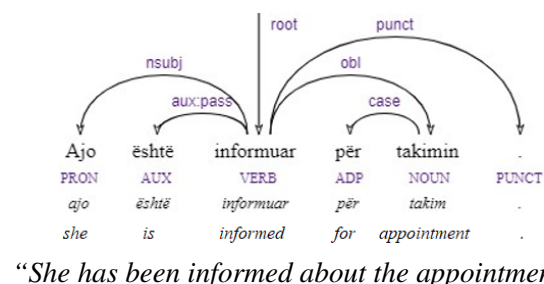 root punct
nsubj obl
aux:pass case
Ajo është informuar për takimin .
PRON AUX VERB ADP NOUN PUNCT
ajo është informuar për takim .
she is informed for appointment .
“She has been informed about the